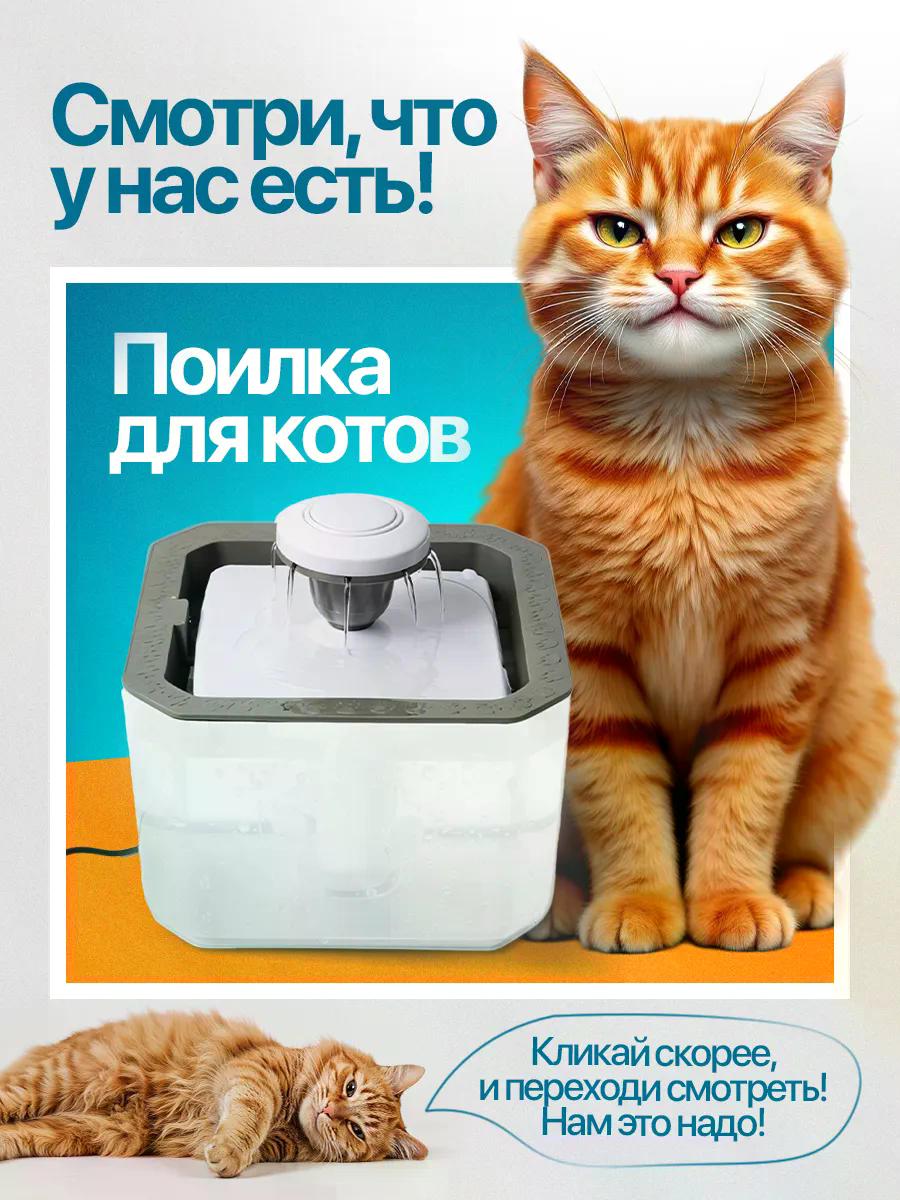 Смотри, что
у нас есть!
Поилка
для котов
Кликай скорее,
и переходи смотреть!
Нам это надо!